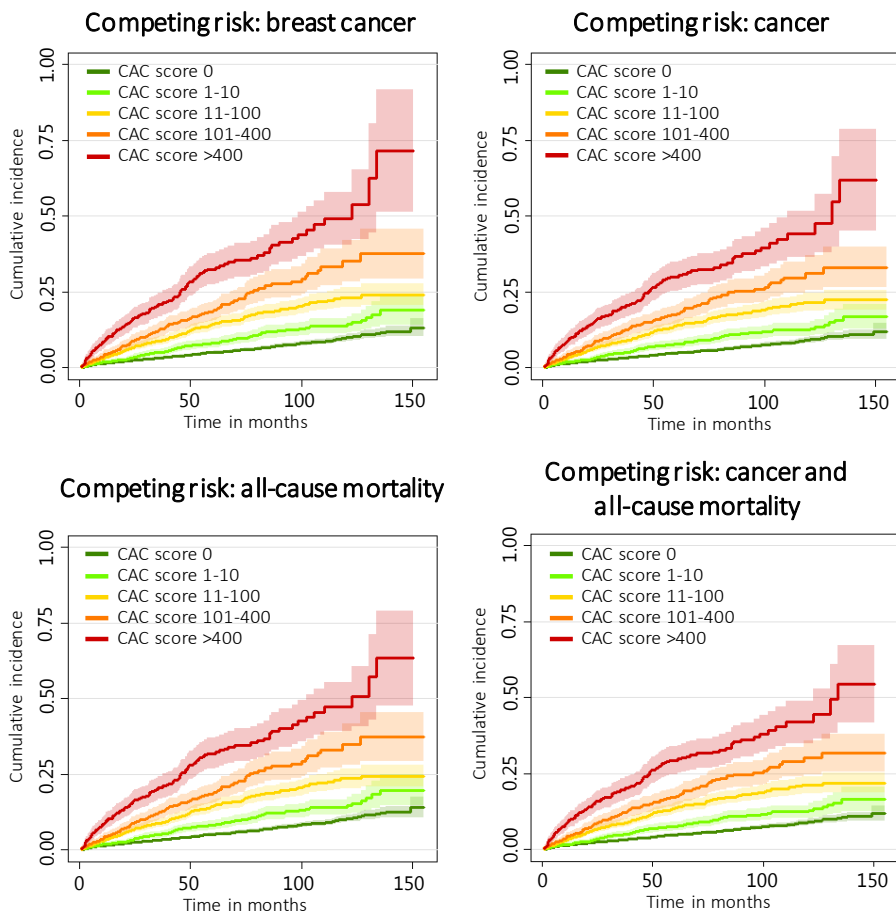 Competing risk: breast cancer
1.00
0.75
0.50
0.25
0.00
Cumulative incidence
CAC score 0
CAC score 1-10
CAC score 11-100
CAC score 101-400
CAC score >400
0
50
100
150
Time in months
Competing risk: cancer
1.00
0.75
0.50
0.25
0.00
Cumulative incidence
CAC score 0
CAC score 1-10
CAC score 11-100
CAC score 101-400
CAC score >400
0
50
100
150
Time in months
Competing risk: all-cause mortality
1.00
0.75
0.50
0.25
0.00
Cumulative incidence
CAC score 0
CAC score 1-10
CAC score 11-100
CAC score 101-400
CAC score >400
0
50
100
150
Time in months
Competing risk: cancer and
all-cause mortality
1.00
0.75
0.50
0.25
0.00
Cumulative incidence
CAC score 0
CAC score 1-10
CAC score 11-100
CAC score 101-400
CAC score >400
0
50
100
150
Time in months